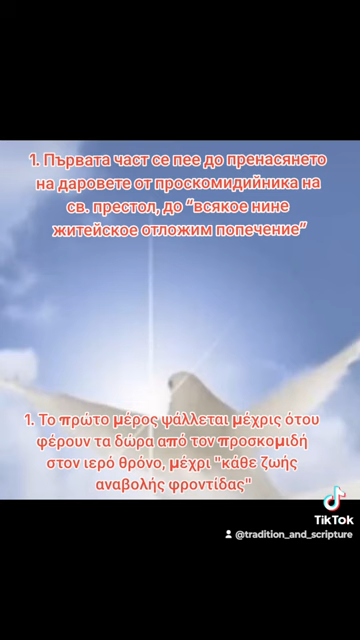 1. Първата част се пее до пренасянето
на даровете от проскомидийника на
св. престол, до "всякое нине
житейское отложим попечение"
1. Το πρώτο μέρος ψάλλεται μέχρις ότου
φέρουν τα δώρα από τον προσκομιδή
στον ιερό θρόνο, μέχρι "κάθε ζωής
αναβολής φροντίδας"
TikTok
@tradition_and_scripture